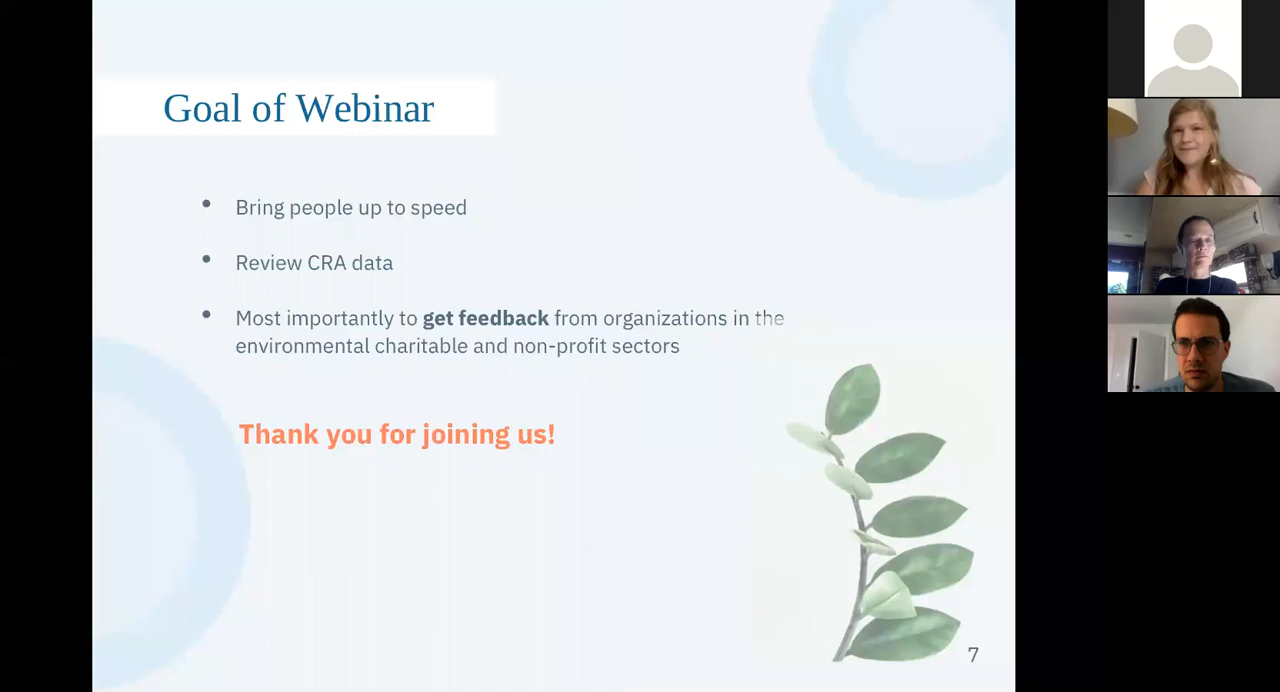 Goal of Webinar
• Bring people up to speed
• Review CRA data
• Most importantly to get feedback from organizations in the
environmental charitable and non-profit sectors
Thank you for joining us!
7